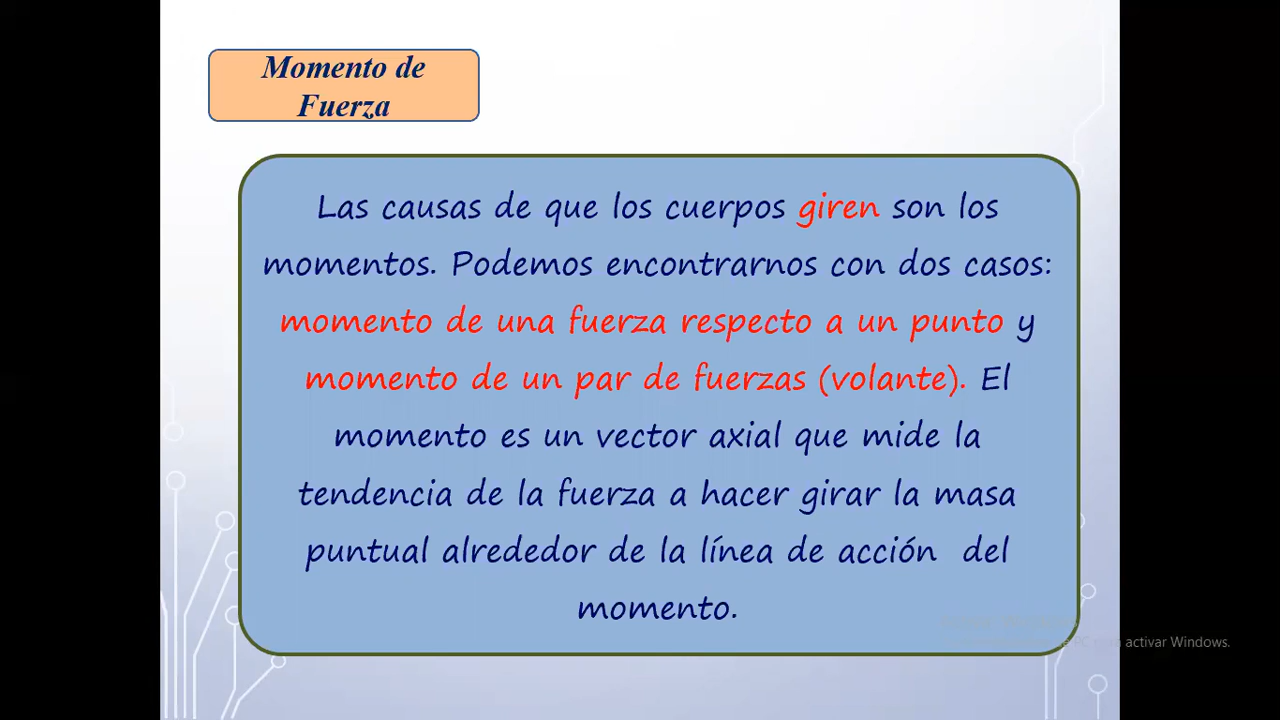 Momento de
Fuerza
Las causas de que los cuerpos giren son los
momentos. Podemos encontrarnos con dos casos:
momento de una fuerza respecto a un punto y
momento de un par de fuerzas (volante). El
momento es un vector axial que mide la
tendencia de la fuerza a hacer girar la masa
puntual alrededor de la línea de acción del
momento.
PC para activar Windows.